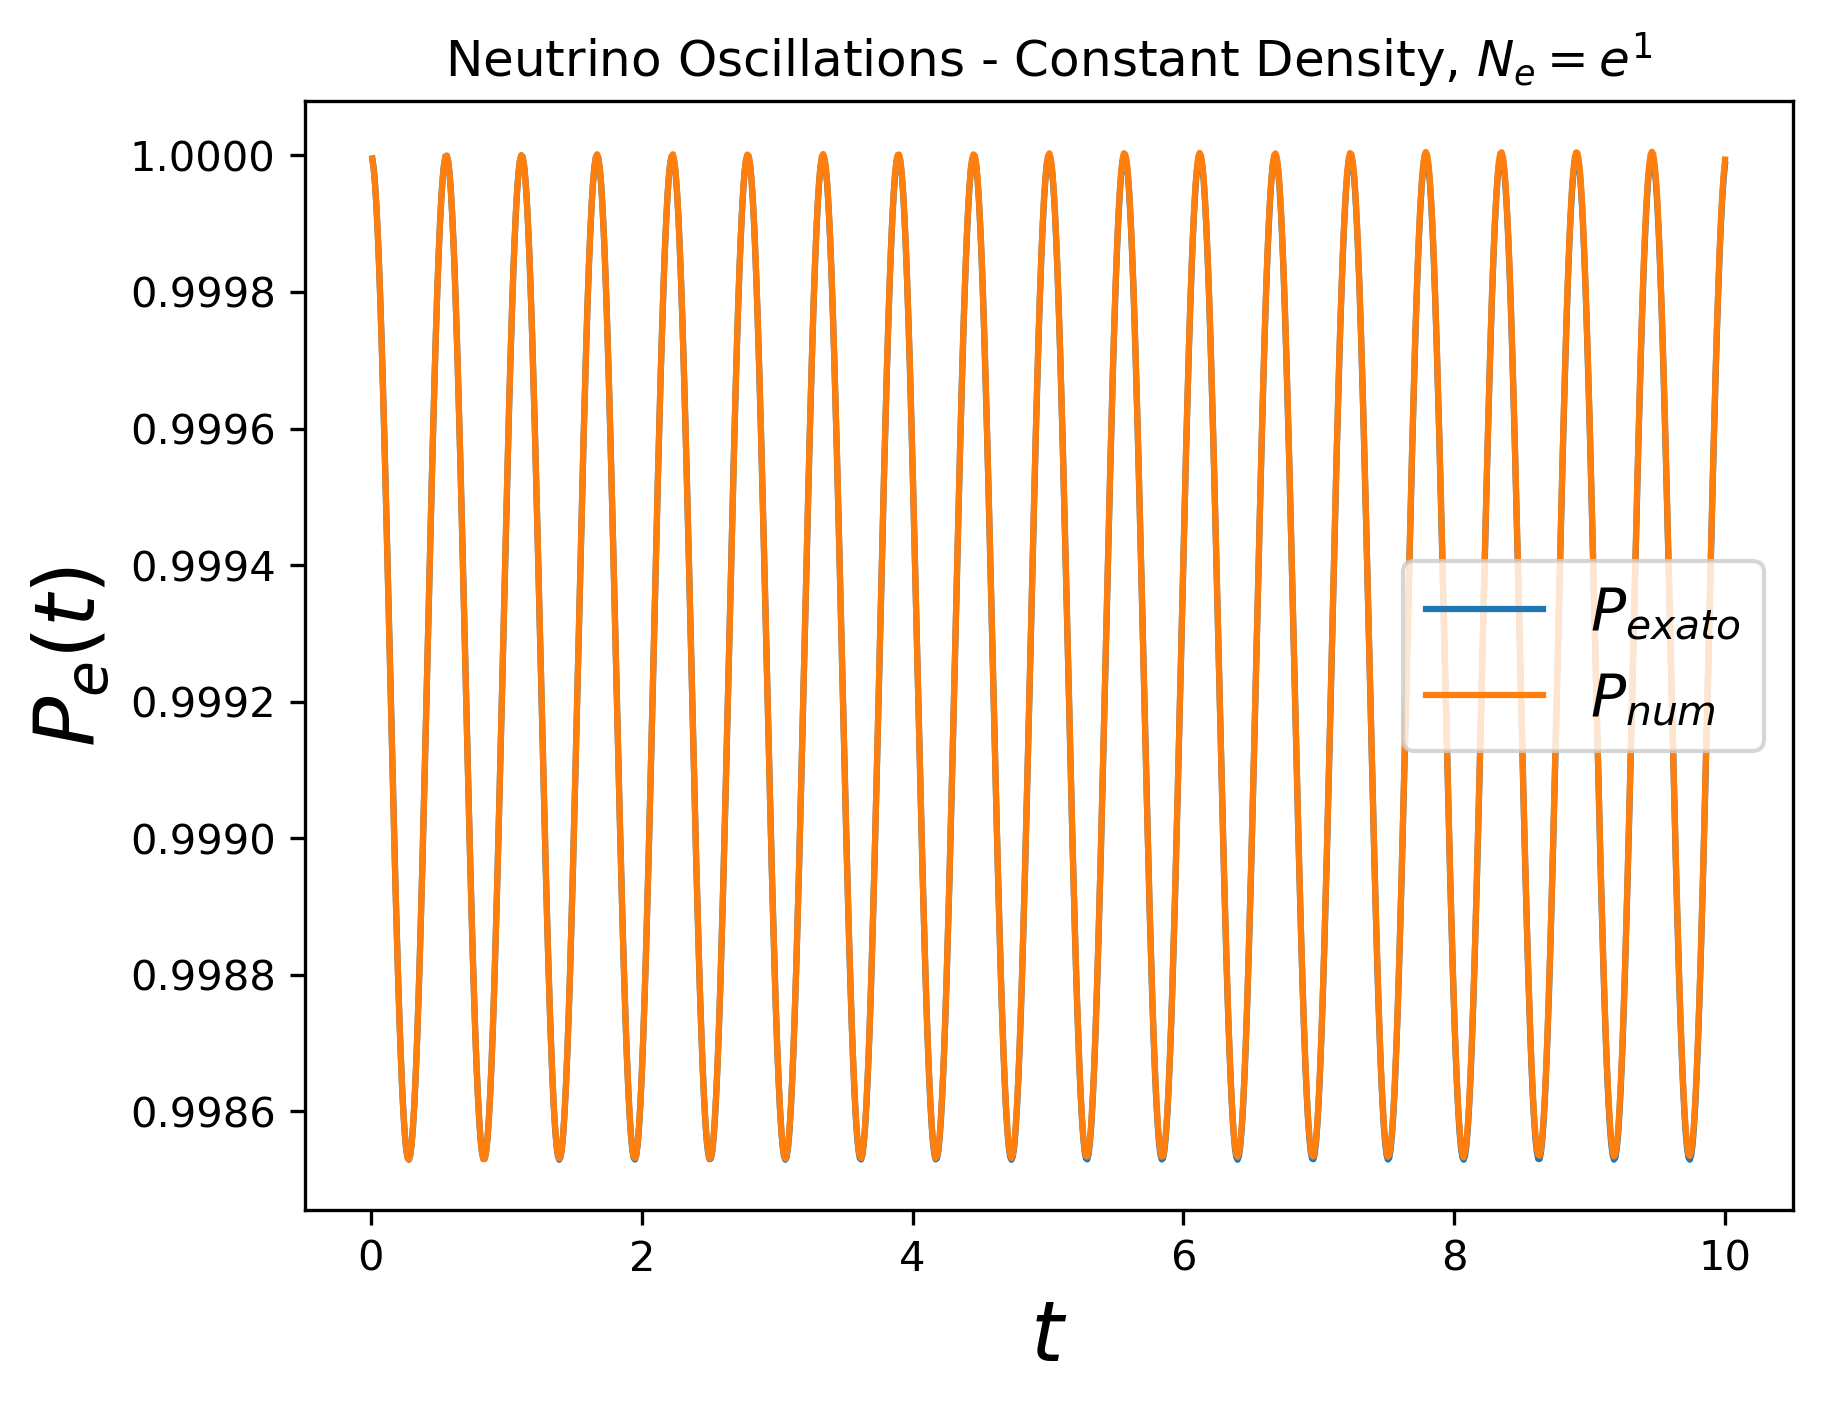 Neutrino Oscillations - Constant Density, $N_e = e^1$
1.0000
0.9998
0.9996
0.9994
0.9992
0.9990
0.9988
0.9986
$P_e(t)$
$P_{exato}$
$P_{num}$
0 2 4 6 8 10
$t$